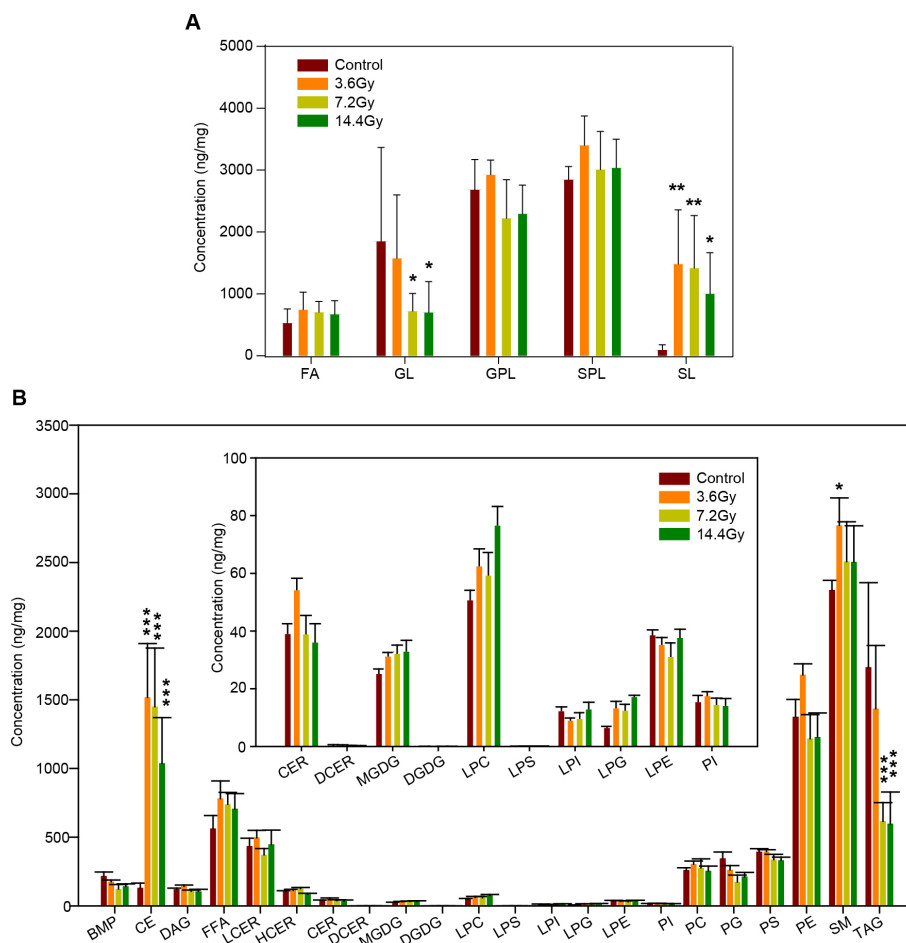 A
5000
4000
3000
2000
1000
0
Concentration (ng/mg)
Control
3.6Gy
7.2Gy
14.4Gy
* *
** ** *
FA GL GPL SPL SL
B
3500
3000
2500
2000
1500
1000
500
0
Concentration (ng/mg)
100
80
60
40
20
0
Concentration (ng/mg)
Control
3.6Gy
7.2Gy
14.4Gy
CER DCER MGDG DGDG LPC LPS LPI LPG LPE PI
*** *** ***
*
*** ***
BMP CE DAG FFA LCER HCER CER DCER MGDG DGDG LPC LPS LPI LPG LPE PI PC PG PS PE SM TAG